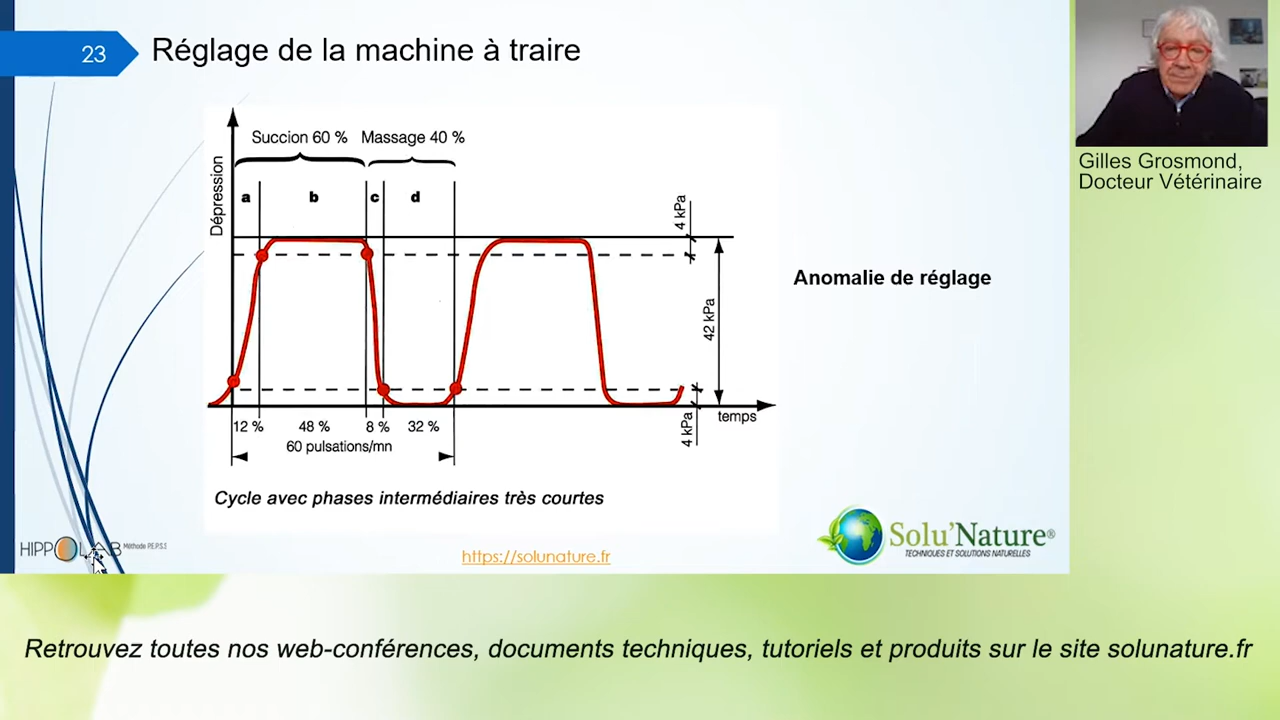 23
Réglage de la machine à traire
Succion 60 % Massage 40 %
Dépression
a b c d
4 kPa
42 kPa
4 kPa
temps
12 % 48 % 8 % 32 %
60 pulsations/mn
Cycle avec phases intermédiaires très courtes
Anomalie de réglage
Gilles Grosmond,
Docteur Vétérinaire
HIPPOLAB Méthode P.E.P.S.S
https://solunature.fr
Solu'Nature®
TECHNIQUES ET SOLUTIONS NATURELLES
Retrouvez toutes nos web-conférences, documents techniques, tutoriels et produits sur le site solunature.fr